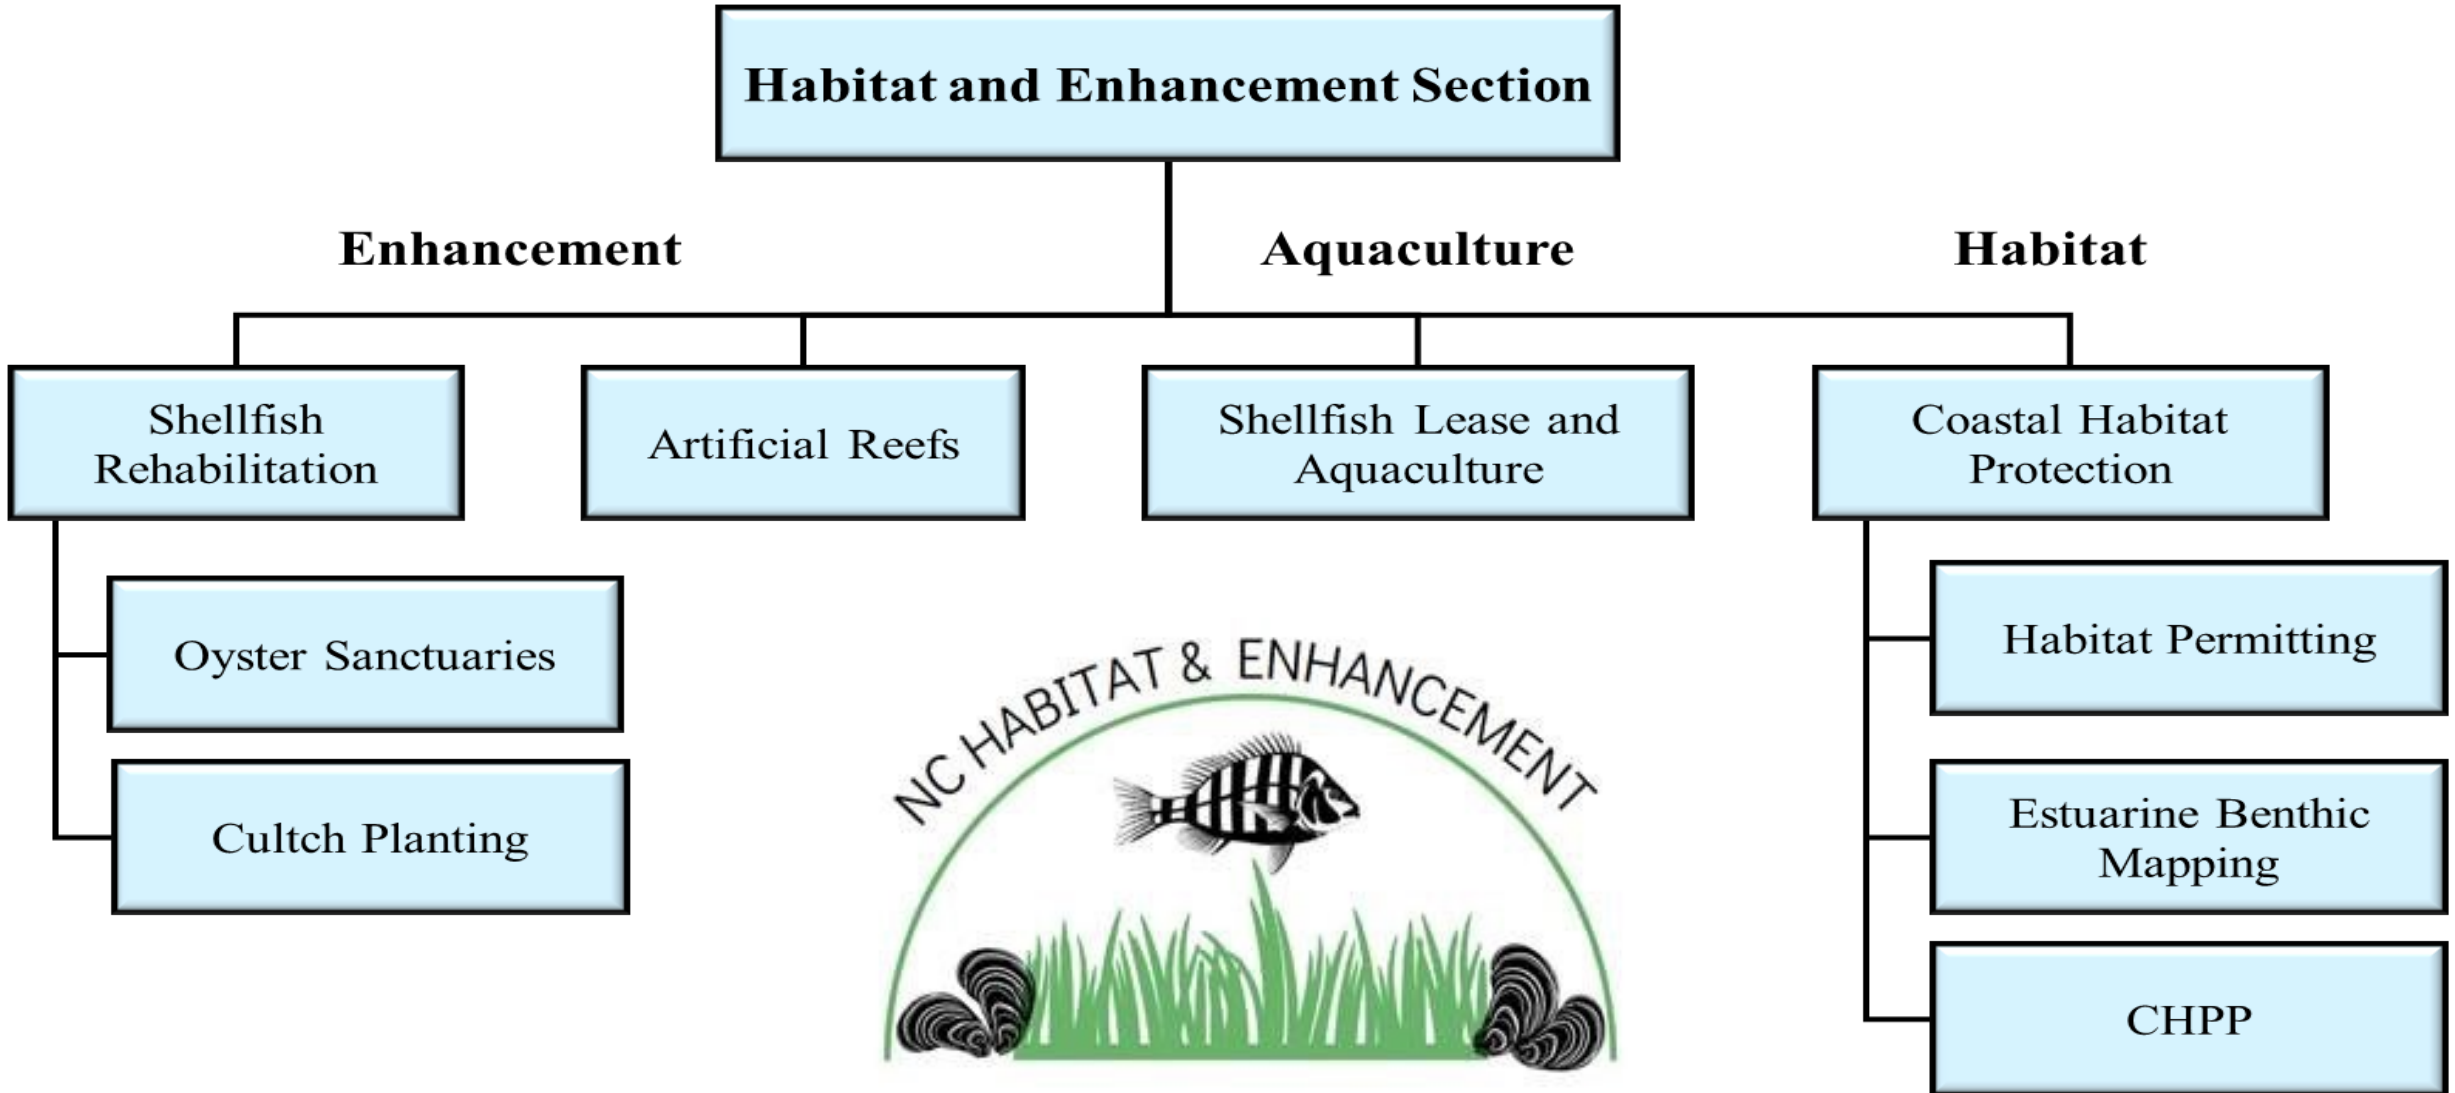 Habitat and Enhancement Section
Enhancement
Aquaculture
Habitat
Shellfish
Rehabilitation
Artificial Reefs
Shellfish Lease and
Aquaculture
Coastal Habitat
Protection
Oyster Sanctuaries
Cultch Planting
Habitat Permitting
Estuarine Benthic
Mapping
CHPP
NC HABITAT & ENHANCEMENT